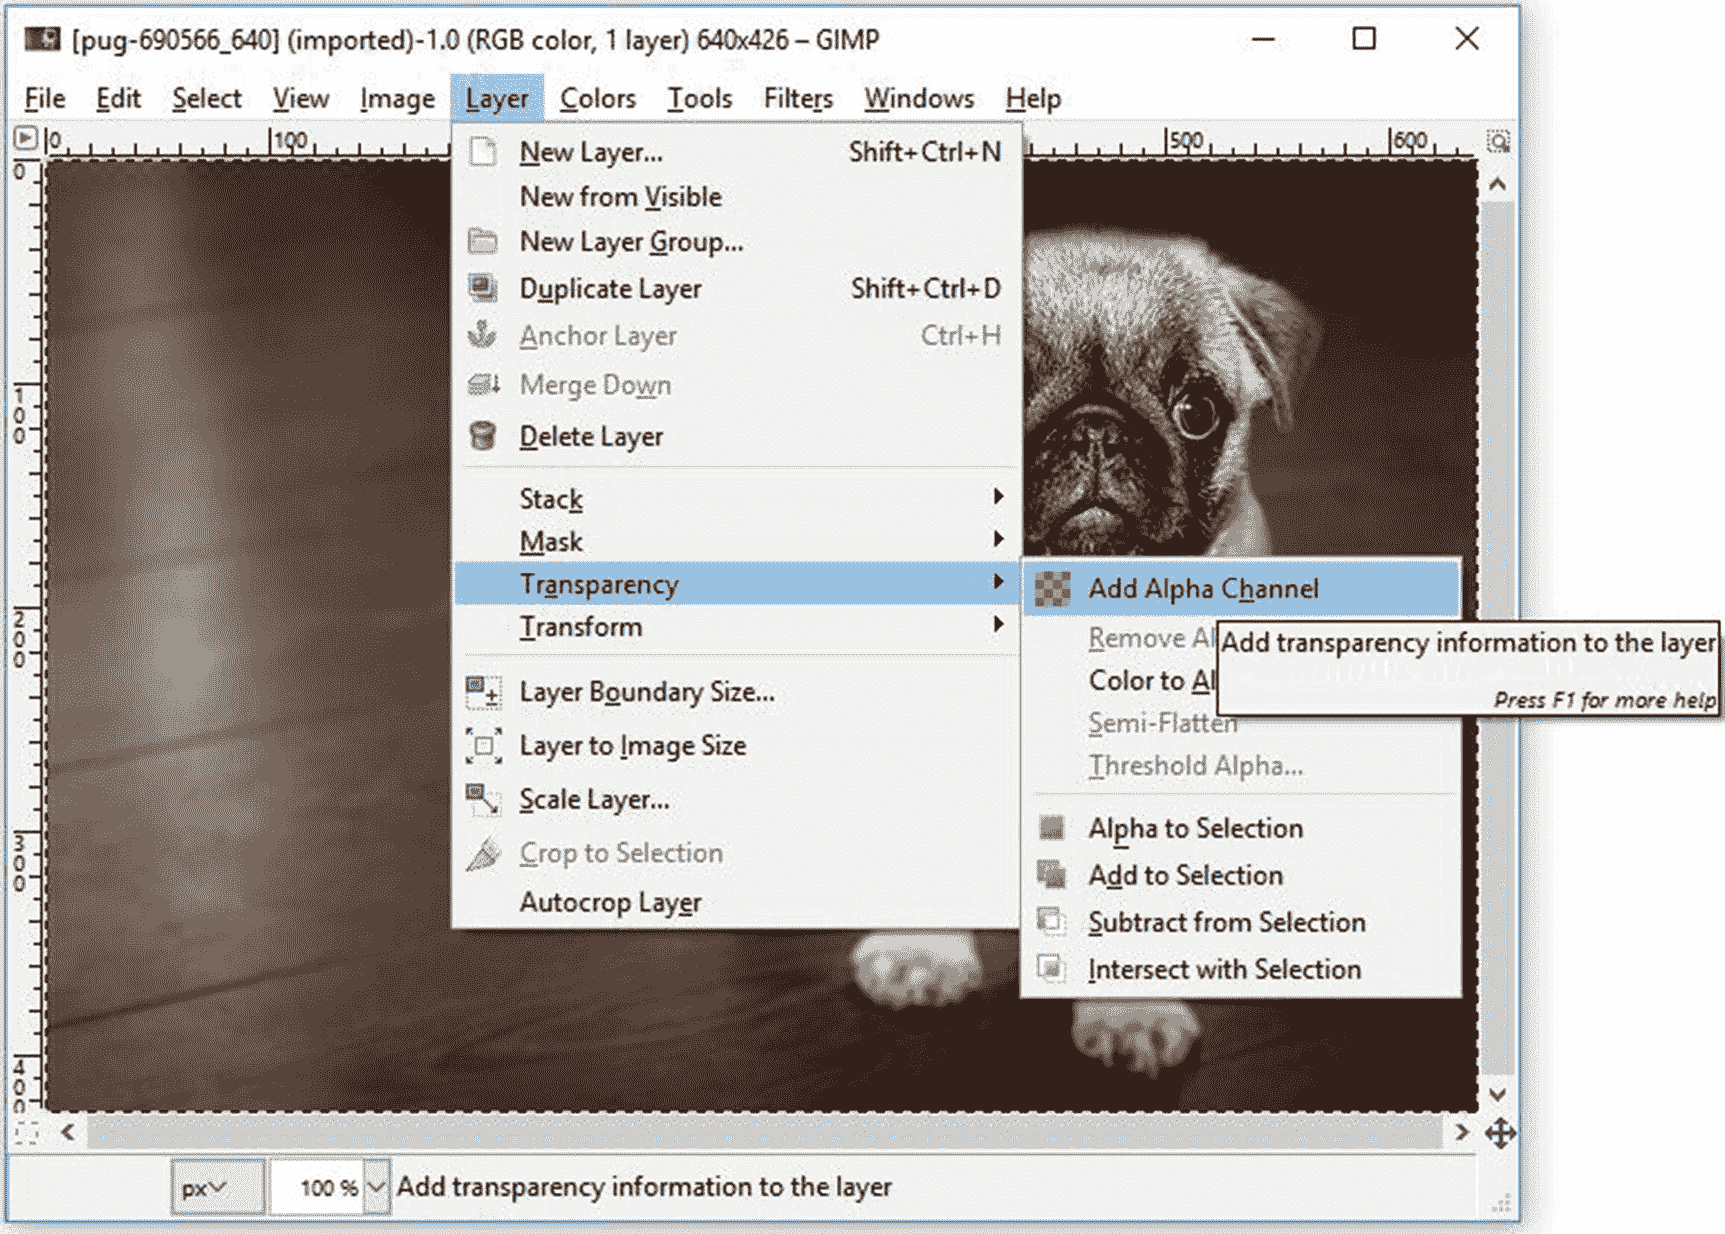 [pug-690566_640] (imported)-1.0 (RGB color, 1 layer) 640x426 – GIMP
File Edit Select View Image Layer Colors Tools Filters Windows Help
0 100 500 600
0
100
200
300
400
New Layer... Shift+Ctrl+N
New from Visible
New Layer Group...
Duplicate Layer Shift+Ctrl+D
Anchor Layer Ctrl+H
Merge Down
Delete Layer
Stack
Mask
Transparency
Transform
Layer Boundary Size...
Layer to Image Size
Scale Layer...
Crop to Selection
Autocrop Layer
Add Alpha Channel
Remove Al
Color to Al
Semi-Flatten
Threshold Alpha...
Alpha to Selection
Add to Selection
Subtract from Selection
Intersect with Selection
Add transparency information to the layer
Press F1 for more help
px 100 % Add transparency information to the layer